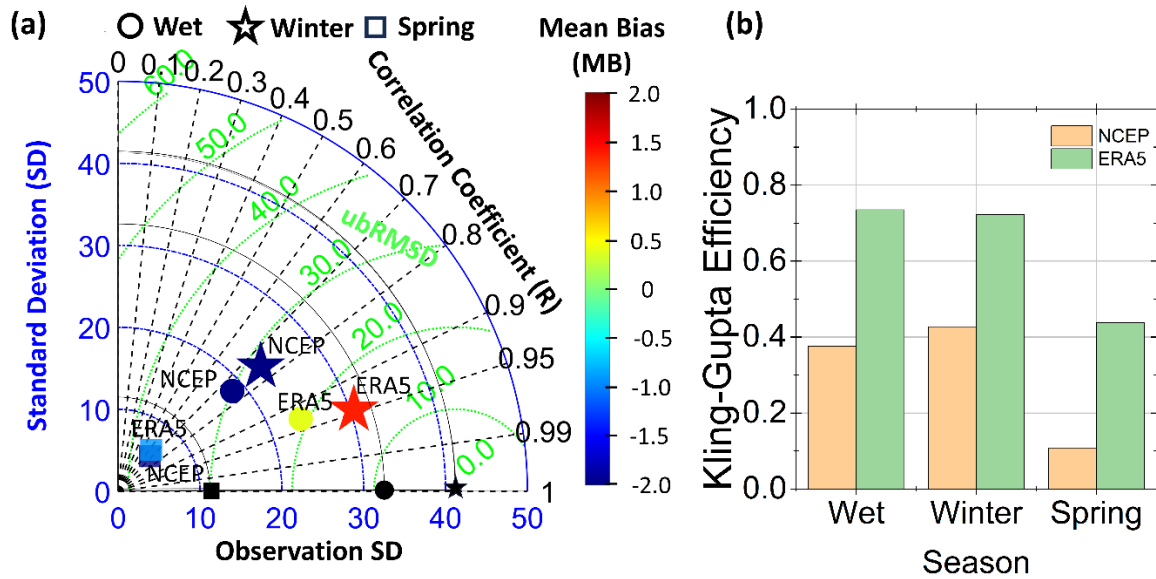 (a)
Wet
Winter
Spring
Mean Bias
(MB)
(b)
Correlation Coefficient (R)
Standard Deviation (SD)
50
40
30
20
10
0
0
0.1
0.2
0.3
0.4
0.5
0.6
0.7
0.8
0.9
0.95
0.99
1
60.0
50.0
40.0
30.0
20.0
10.0
0.0
ubRMSD
NCEP
NCEP
ERA5
ERA5
ERA5
NCEP
0
10
20
30
40
50
Observation SD
2.0
1.5
1.0
0.5
0
-0.5
-1.0
-1.5
-2.0
Kling-Gupta Efficiency
1.0
0.8
0.6
0.4
0.2
0.0
NCEP
ERA5
Wet
Winter
Spring
Season